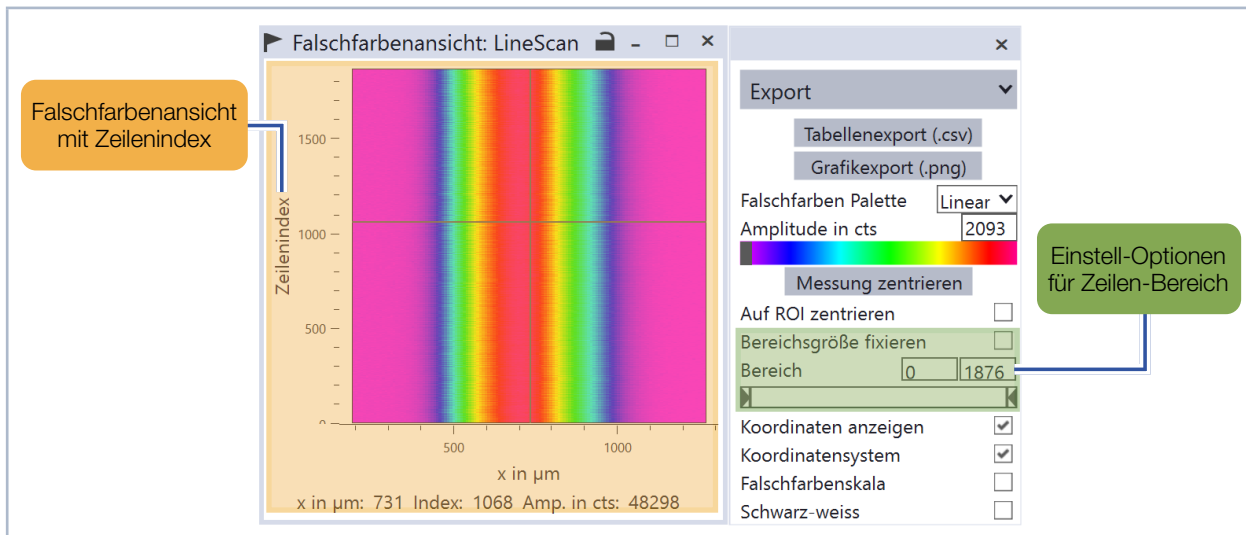 Falschfarbenansicht: LineScan
Falschfarbenansicht
mit Zeilenindex
Zeilenindex
1500
1000
500
0
500
1000
x in µm
x in µm: 731 Index: 1068 Amp. in cts: 48298
Export
Tabellenexport (.csv)
Grafikexport (.png)
Falschfarben Palette Linear
Amplitude in cts 2093
Messung zentrieren
Auf ROI zentrieren
Bereichsgröße fixieren
Bereich 0 1876
Koordinaten anzeigen
Koordinatensystem
Falschfarbenskala
Schwarz-weiss
Einstell-Optionen
für Zeilen-Bereich